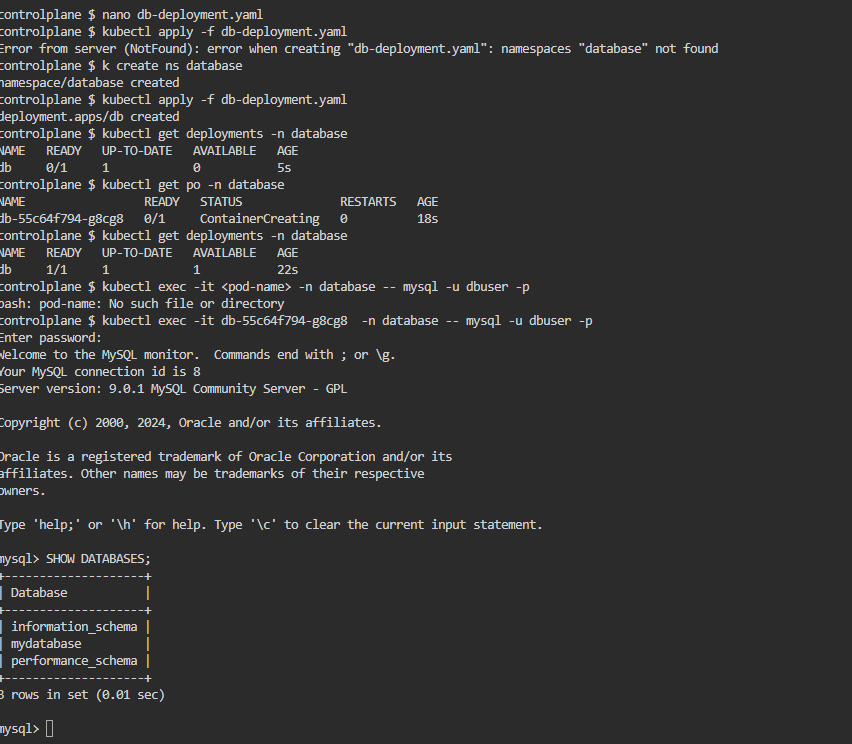 controlplane $ nano db-deployment.yaml
controlplane $ kubectl apply -f db-deployment.yaml
Error from server (NotFound): error when creating "db-deployment.yaml": namespaces "database" not found
controlplane $ k create ns database
namespace/database created
controlplane $ kubectl apply -f db-deployment.yaml
deployment.apps/db created
controlplane $ kubectl get deployments -n database
NAME   READY   UP-TO-DATE   AVAILABLE   AGE
db     0/1     1            0           5s
controlplane $ kubectl get po -n database
NAME                  READY   STATUS              RESTARTS   AGE
db-55c64f794-g8cg8   0/1     ContainerCreating   0          18s
controlplane $ kubectl get deployments -n database
NAME   READY   UP-TO-DATE   AVAILABLE   AGE
db     1/1     1            1           22s
controlplane $ kubectl exec -it <pod-name> -n database -- mysql -u dbuser -p
bash: pod-name: No such file or directory
controlplane $ kubectl exec -it db-55c64f794-g8cg8  -n database -- mysql -u dbuser -p
Enter password:
Welcome to the MySQL monitor.  Commands end with ; or \g.
Your MySQL connection id is 8
Server version: 9.0.1 MySQL Community Server - GPL
Copyright (c) 2000, 2024, Oracle and/or its affiliates.
Oracle is a registered trademark of Oracle Corporation and/or its
affiliates. Other names may be trademarks of their respective
owners.
Type 'help;' or '\h' for help. Type '\c' to clear the current input statement.
mysql> SHOW DATABASES;
+--------------------+
| Database           |
+--------------------+
| information_schema |
| mydatabase         |
| performance_schema |
+--------------------+
3 rows in set (0.01 sec)
mysql>